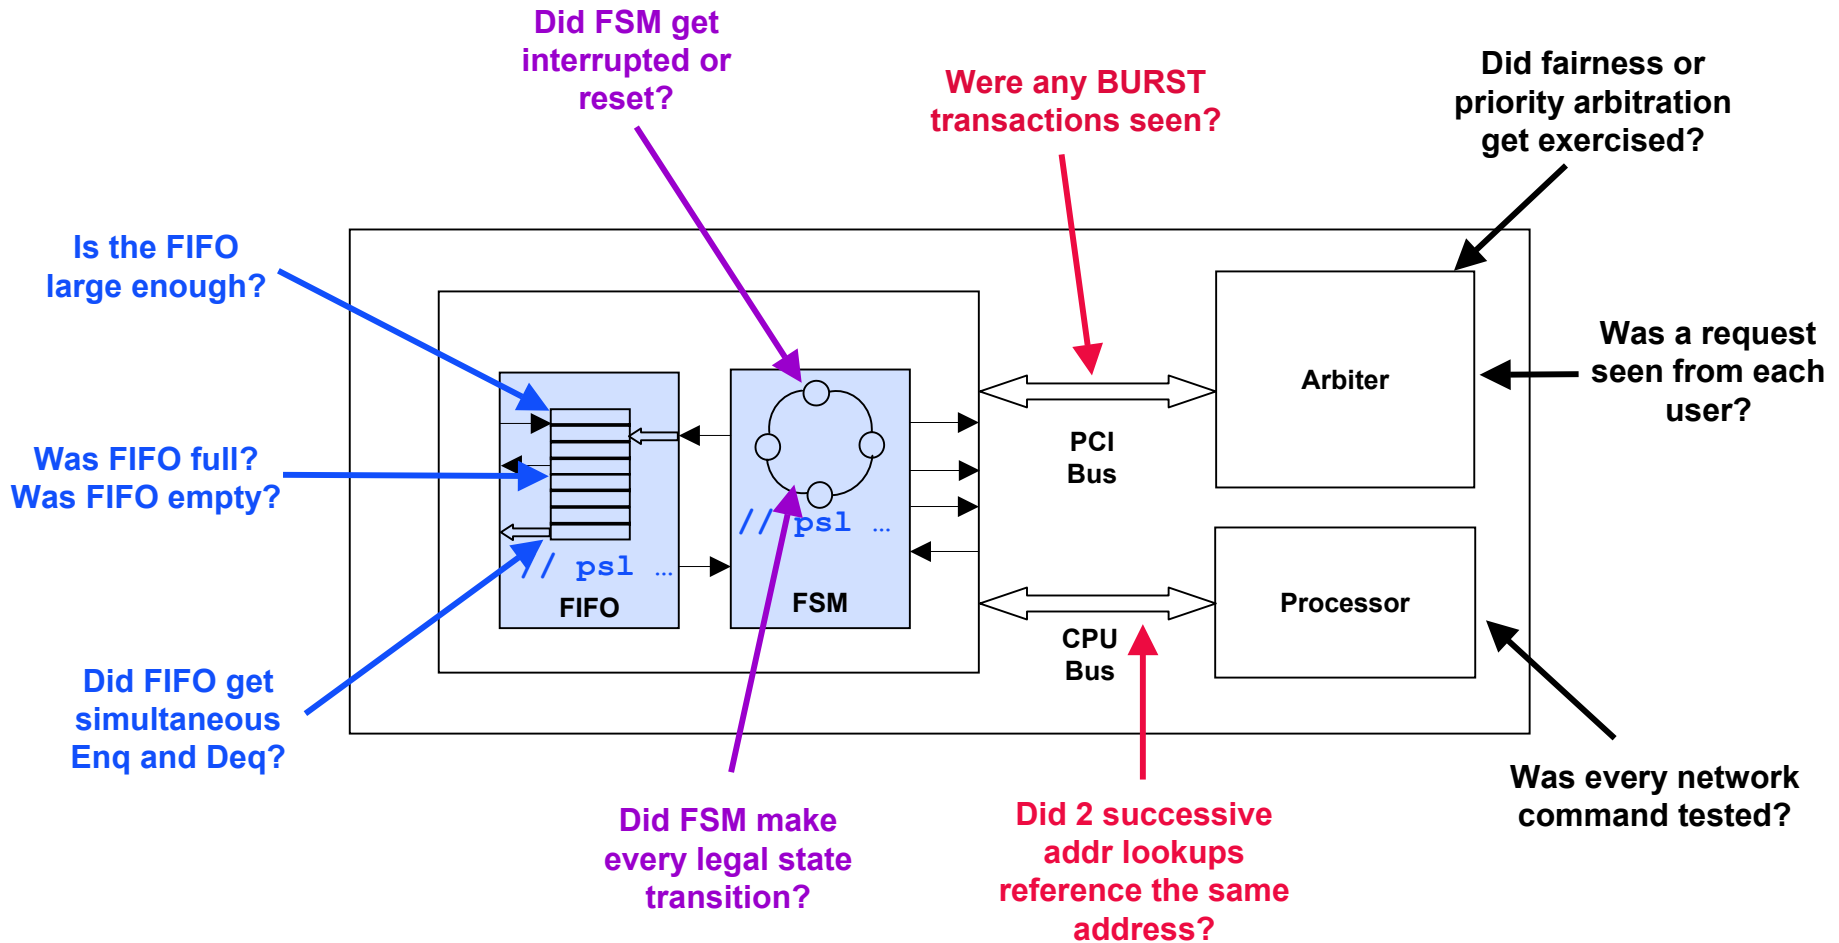 Did FSM get
interrupted or
reset?
Were any BURST
transactions seen?
Did fairness or
priority arbitration
get exercised?
Is the FIFO
large enough?
Was FIFO full?
Was FIFO empty?
Did FIFO get
simultaneous
Enq and Deq?
// psl …
FIFO
// psl …
FSM
PCI
Bus
CPU
Bus
Arbiter
Processor
Was a request
seen from each
user?
Was every network
command tested?
Did FSM make
every legal state
transition?
Did 2 successive
addr lookups
reference the same
address?